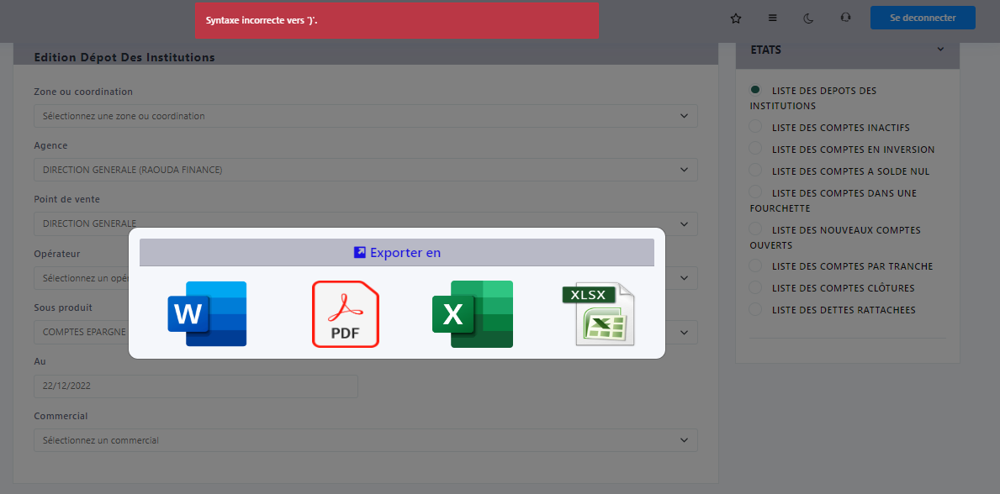 Syntaxe incorrecte vers ')'.
Se deconnecter
Edition Dépot Des Institutions
Zone ou coordination
Sélectionnez une zone ou coordination
Agence
DIRECTION GENERALE (RAOUDA FINANCE)
Point de vente
DIRECTION GENERALE
Opérateur
Sélectionnez un opé
Sous produit
COMPTES EPARGNE
Au
22/12/2022
Commercial
Sélectionnez un commercial
Exporter en
W
PDF
X
XLSX
X
ETATS
LISTE DES DEPOTS DES
INSTITUTIONS
LISTE DES COMPTES INACTIFS
LISTE DES COMPTES EN INVERSION
LISTE DES COMPTES A SOLDE NUL
LISTE DES COMPTES DANS UNE
FOURCHETTE
LISTE DES NOUVEAUX COMPTES
OUVERTS
LISTE DES COMPTES PAR TRANCHE
LISTE DES COMPTES CLÔTURES
LISTE DES DETTES RATTACHEES